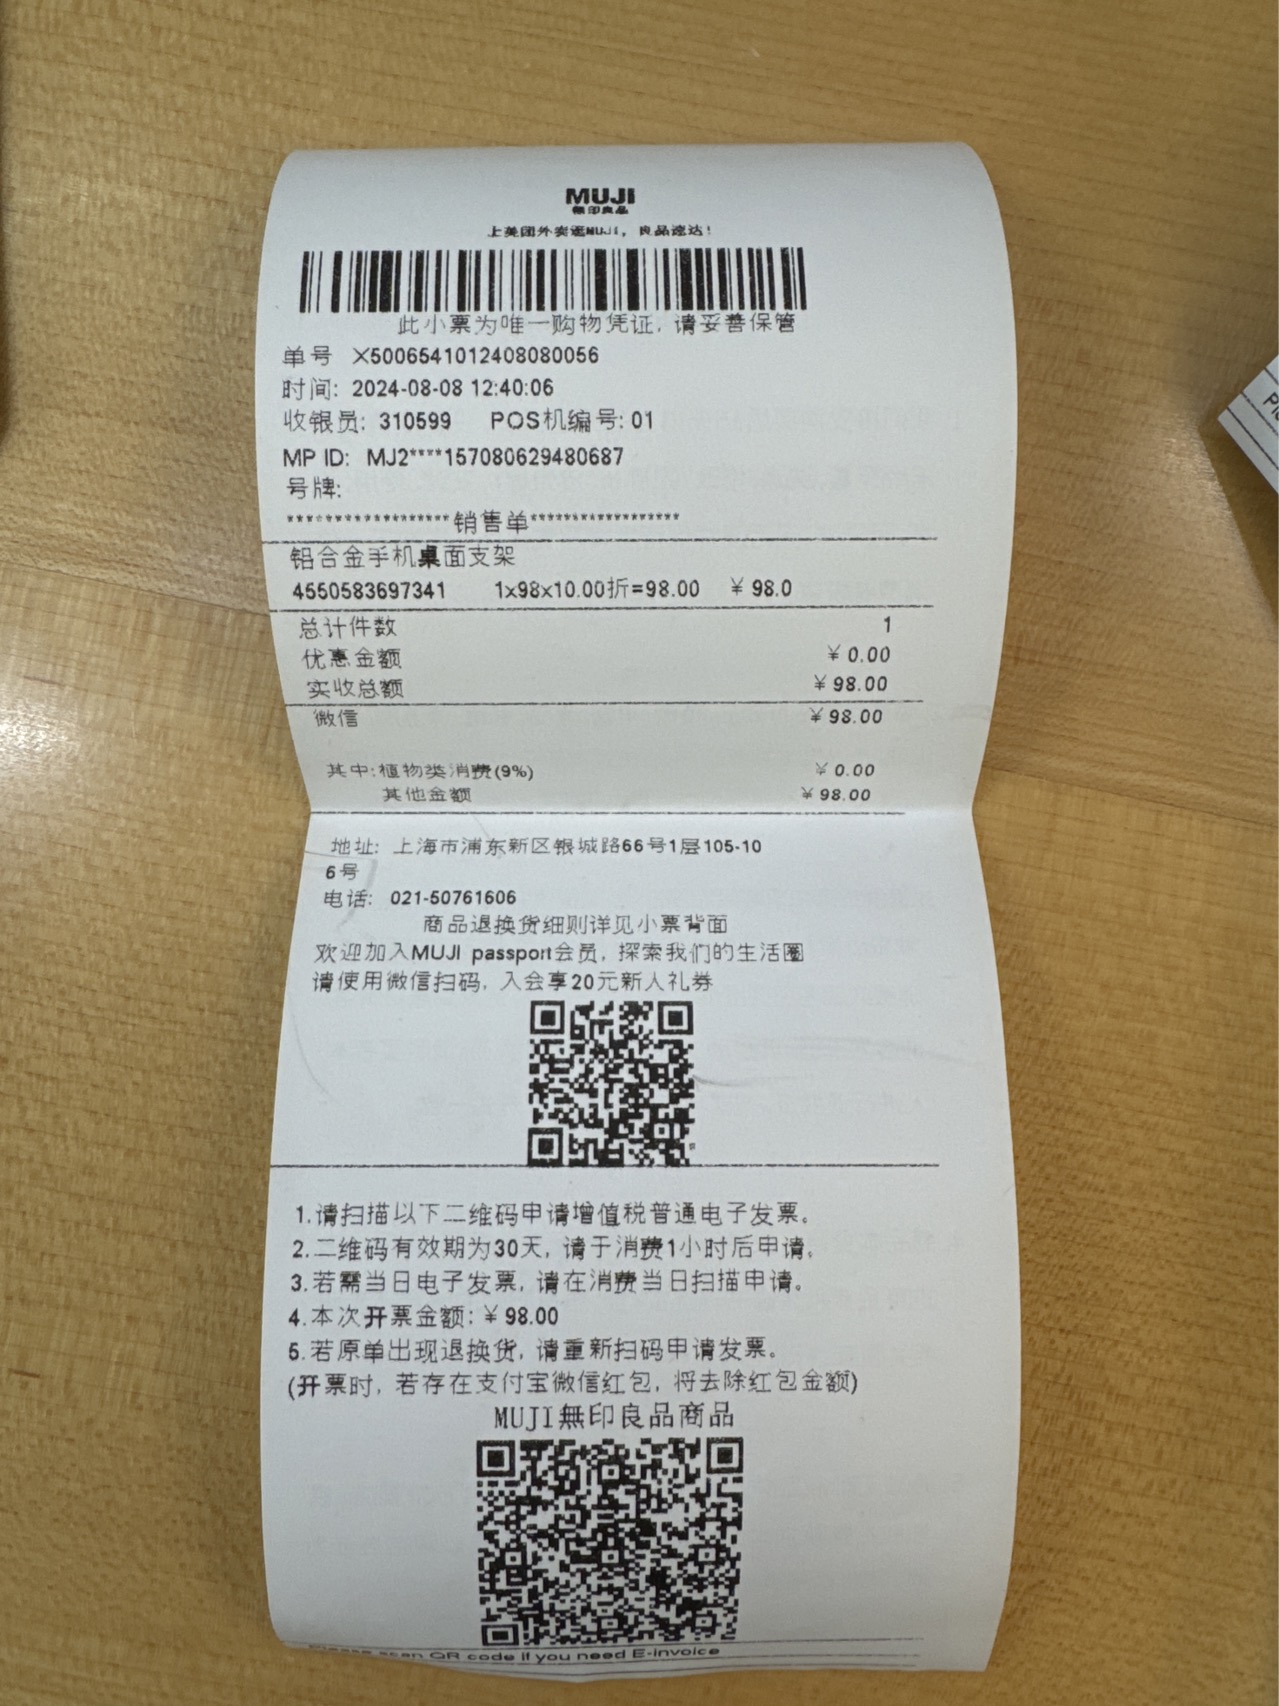 MUJI
無印良品
上美团外卖逛MUJI，良品速达！
此小票为唯一购物凭证，请妥善保管
单号 X5006541012408080056
时间: 2024-08-08 12:40:06
收银员: 310599 POS机编号: 01
MP ID: MJ2****157080629480687
号牌:
******************销售单******************
铝合金手机桌面支架
4550583697341 1x98x10.00折=98.00 ￥98.0
总计件数 1
优惠金额 ￥0.00
实收总额 ￥98.00
微信 ￥98.00
其中:植物类消费(9%) ￥0.00
其他金额 ￥98.00
地址: 上海市浦东新区银城路66号1层105-10
6号
电话: 021-50761606
商品退换货细则详见小票背面
欢迎加入MUJI passport会员，探索我们的生活圈
请使用微信扫码，入会享20元新人礼券
1.请扫描以下二维码申请增值税普通电子发票。
2.二维码有效期为30天，请于消费1小时后申请。
3.若需当日电子发票，请在消费当日扫描申请。
4.本次开票金额:￥98.00
5.若原单出现退换货，请重新扫码申请发票。
(开票时，若存在支付宝微信红包，将去除红包金额)
MUJI無印良品商品
Please scan QR code if you need E-invoice